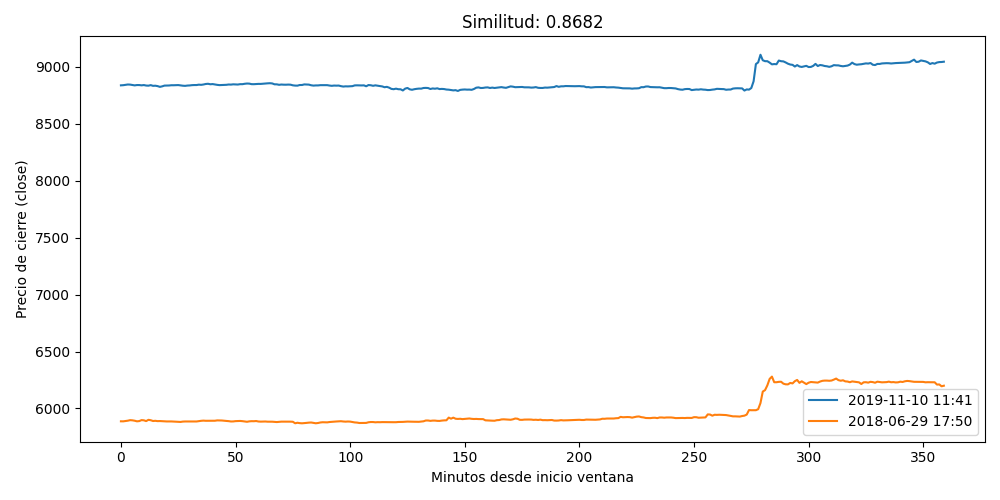 Similitud: 0.8682
Precio de cierre (close)
9000
8500
8000
7500
7000
6500
6000
2019-11-10 11:41
2018-06-29 17:50
0 50 100 150 200 250 300 350
Minutos desde inicio ventana